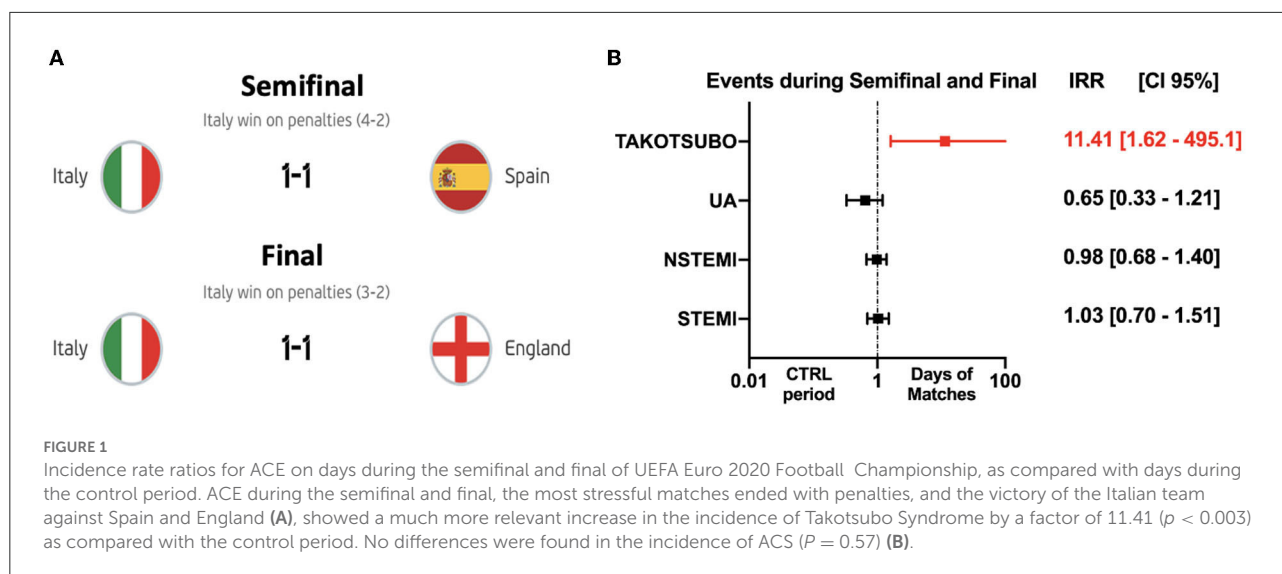 A
Semifinal
Italy win on penalties (4-2)
Italy 1-1 Spain
Final
Italy win on penalties (3-2)
Italy 1-1 England
B
Events during Semifinal and Final IRR [CI 95%]
TAKOTSUBO 11.41 [1.62 - 495.1]
UA 0.65 [0.33 - 1.21]
NSTEMI 0.98 [0.68 - 1.40]
STEMI 1.03 [0.70 - 1.51]
0.01 CTRL period 1 Days of Matches 100
FIGURE 1
Incidence rate ratios for ACE on days during the semifinal and final of UEFA Euro 2020 Football Championship, as compared with days during
the control period. ACE during the semifinal and final, the most stressful matches ended with penalties, and the victory of the Italian team
against Spain and England (A), showed a much more relevant increase in the incidence of Takotsubo Syndrome by a factor of 11.41 (p < 0.003)
as compared with the control period. No differences were found in the incidence of ACS (P = 0.57) (B).